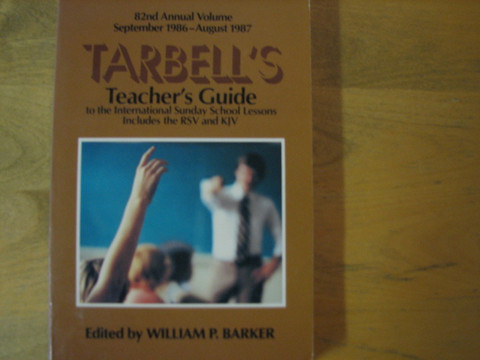 82nd Annual Volume
September 1986–August 1987
TARBELL'S
Teacher's Guide
to the International Sunday School Lessons
Includes the RSV and KJV
Edited by WILLIAM P. BARKER